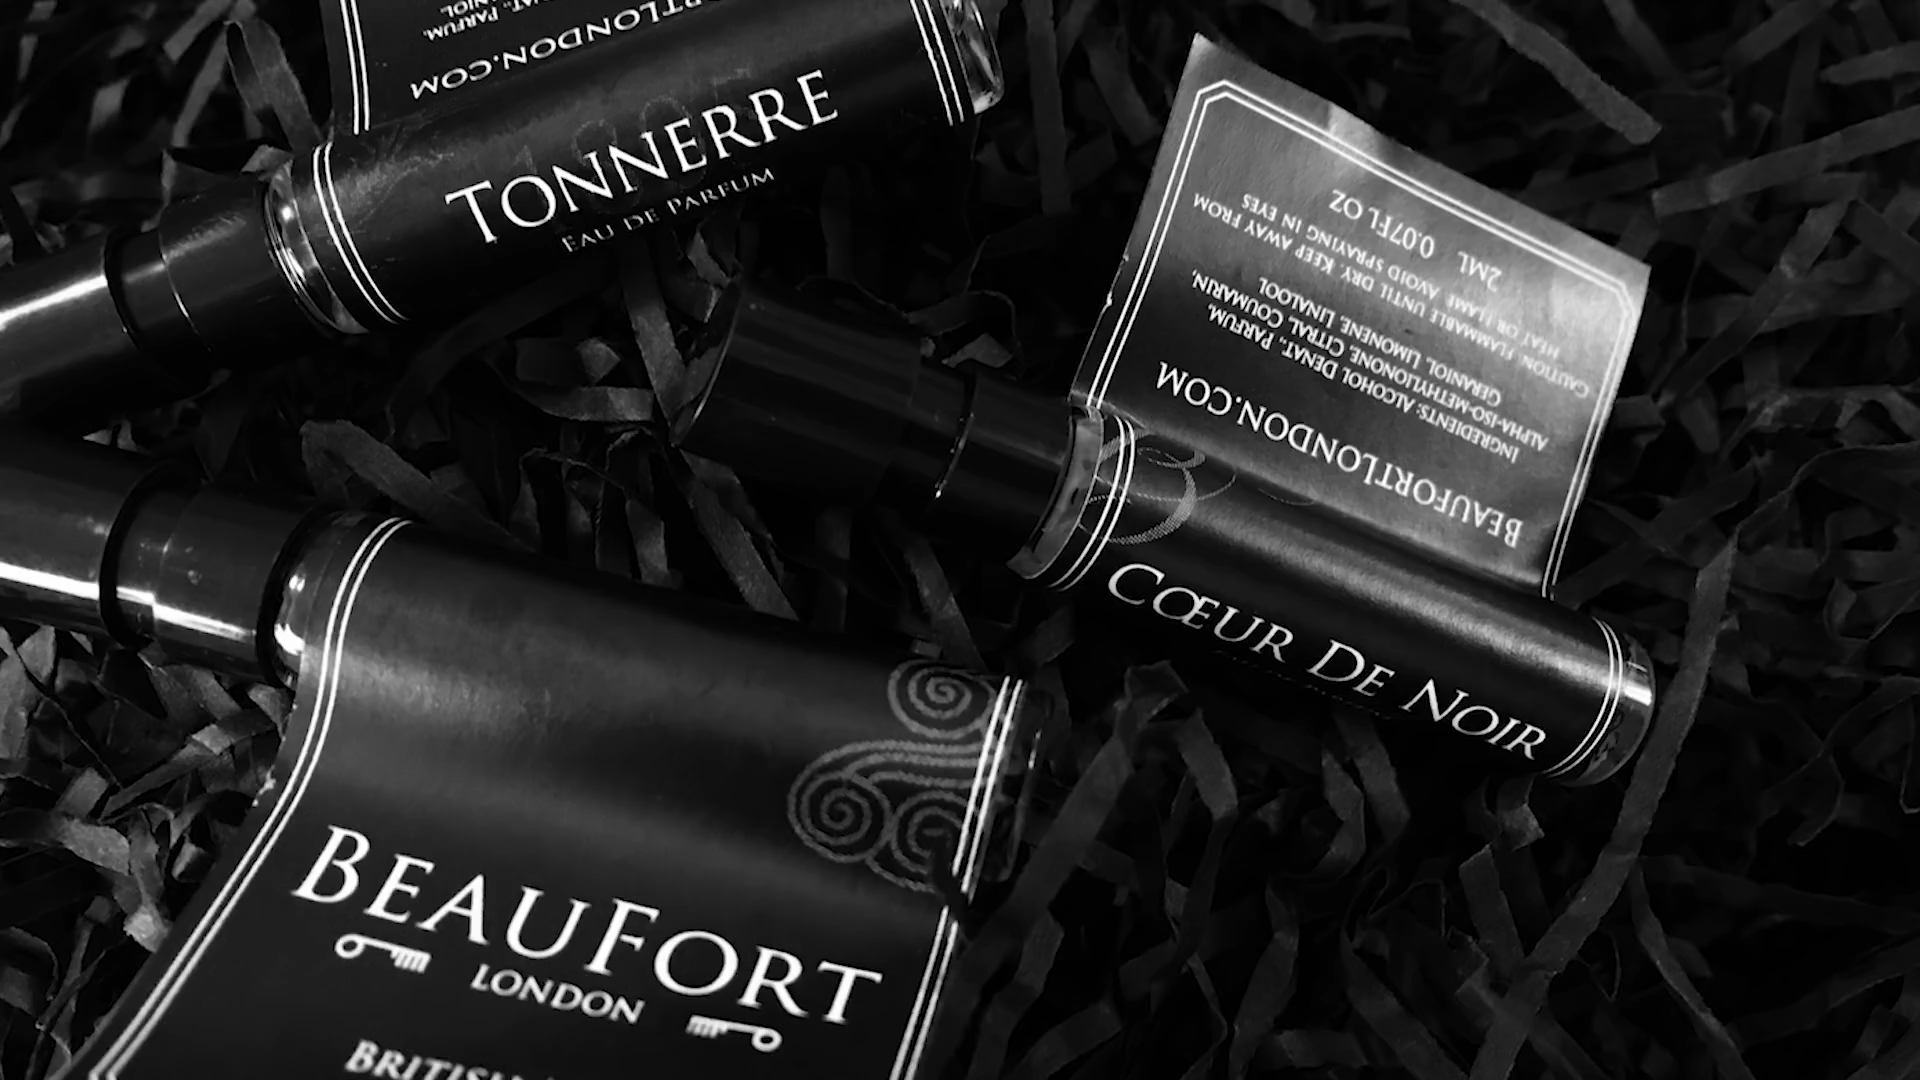 TONNERRE
EAU DE PARFUM
LONDON.COM
PARFUM,
BEAUFORTLONDON.COM
INGREDIENTS: ALCOHOL DENAT., PARFUM,
ALPHA-ISO-METHYLIONONE, CITRAL, COUMARIN,
GERANIOL, LIMONENE, LINALOOL
CAUTION: FLAMMABLE UNTIL DRY. KEEP AWAY FROM
HEAT OR FLAME. AVOID SPRAYING IN EYES
2ML 0.07FL OZ
CŒUR DE NOIR
BEAUFORT
LONDON